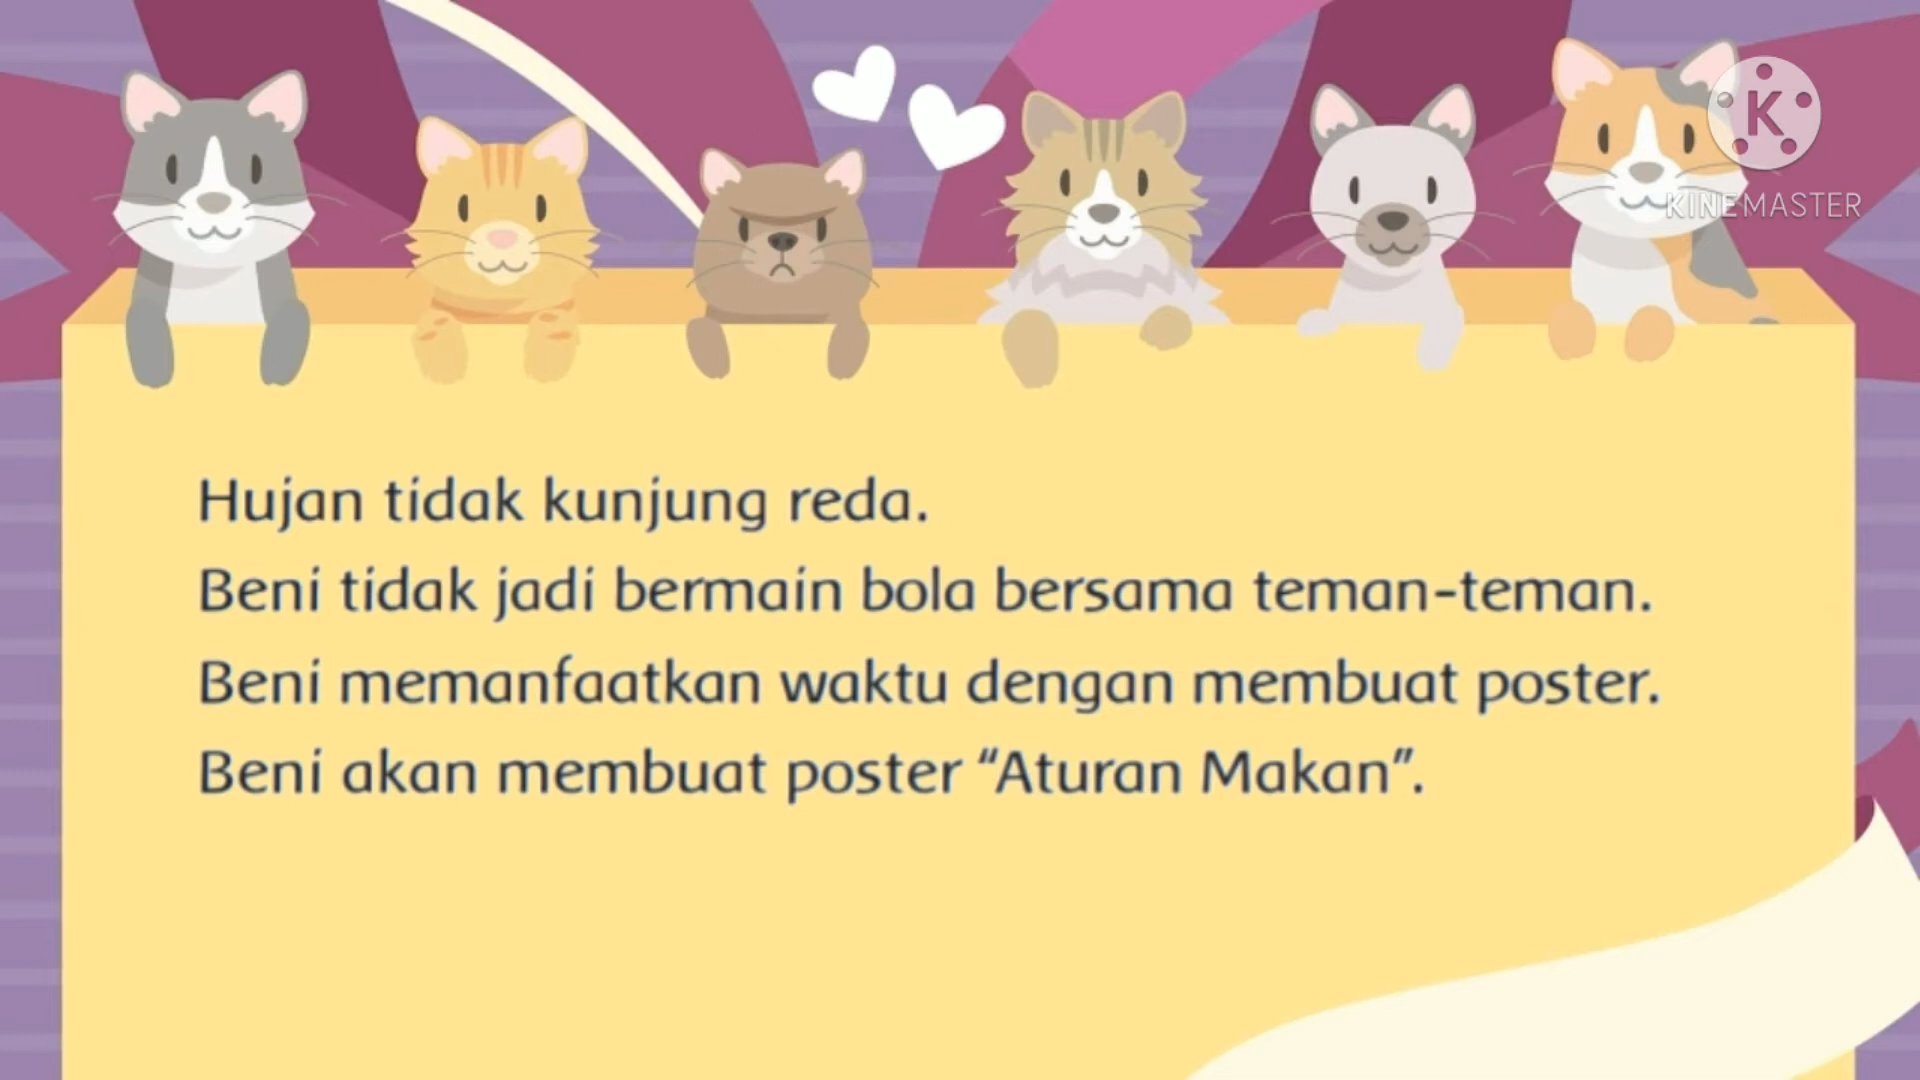 K
KINEMASTER
Hujan tidak kunjung reda.
Beni tidak jadi bermain bola bersama teman-teman.
Beni memanfaatkan waktu dengan membuat poster.
Beni akan membuat poster “Aturan Makan”.